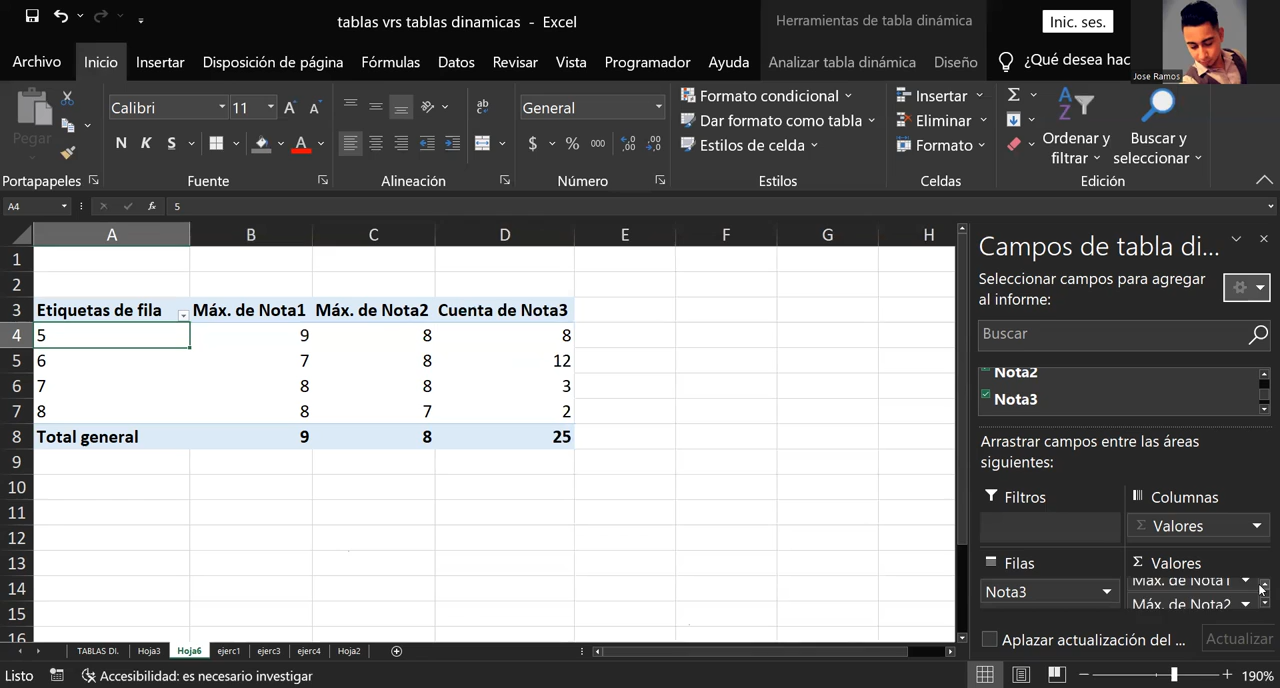 tablas vrs tablas dinamicas - Excel
Herramientas de tabla dinámica
Inic. ses.
Jose Ramos
Archivo Inicio Insertar Disposición de página Fórmulas Datos Revisar Vista Programador Ayuda Analizar tabla dinámica Diseño ¿Qué desea hac
Pegar
Calibri 11
General
N K S
$ % 000
Formato condicional
Dar formato como tabla
Estilos de celda
Insertar
Eliminar
Formato
Ordenar y filtrar
Buscar y seleccionar
Portapapeles Fuente Alineación Número Estilos Celdas Edición
A4 fx 5
A B C D E F G H
1
2
3 Etiquetas de fila Máx. de Nota1 Máx. de Nota2 Cuenta de Nota3
4 5 9 8 8
5 6 7 8 12
6 7 8 8 3
7 8 8 7 2
8 Total general 9 8 25
9
10
11
12
13
14
15
16
Campos de tabla di...
Seleccionar campos para agregar
al informe:
Buscar
Nota2
Nota3
Arrastrar campos entre las áreas
siguientes:
Filtros Columnas
Σ Valores
Filas Σ Valores
Nota3
Máx. de Nota1
Máx. de Nota2
Aplazar actualización del ... Actualizar
TABLAS DI. Hoja3 Hoja6 ejerc1 ejerc3 ejerc4 Hoja2
Listo Accesibilidad: es necesario investigar 190%